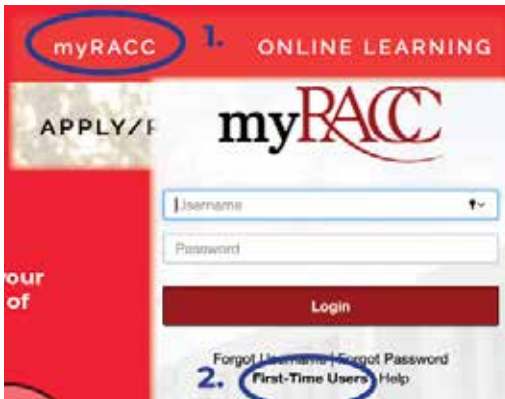 myRACC 1. ONLINE LEARNING
APPLY/
myRACC
Username
Password
our
of
Login
Forgot Username | Forgot Password
2. First-Time Users Help